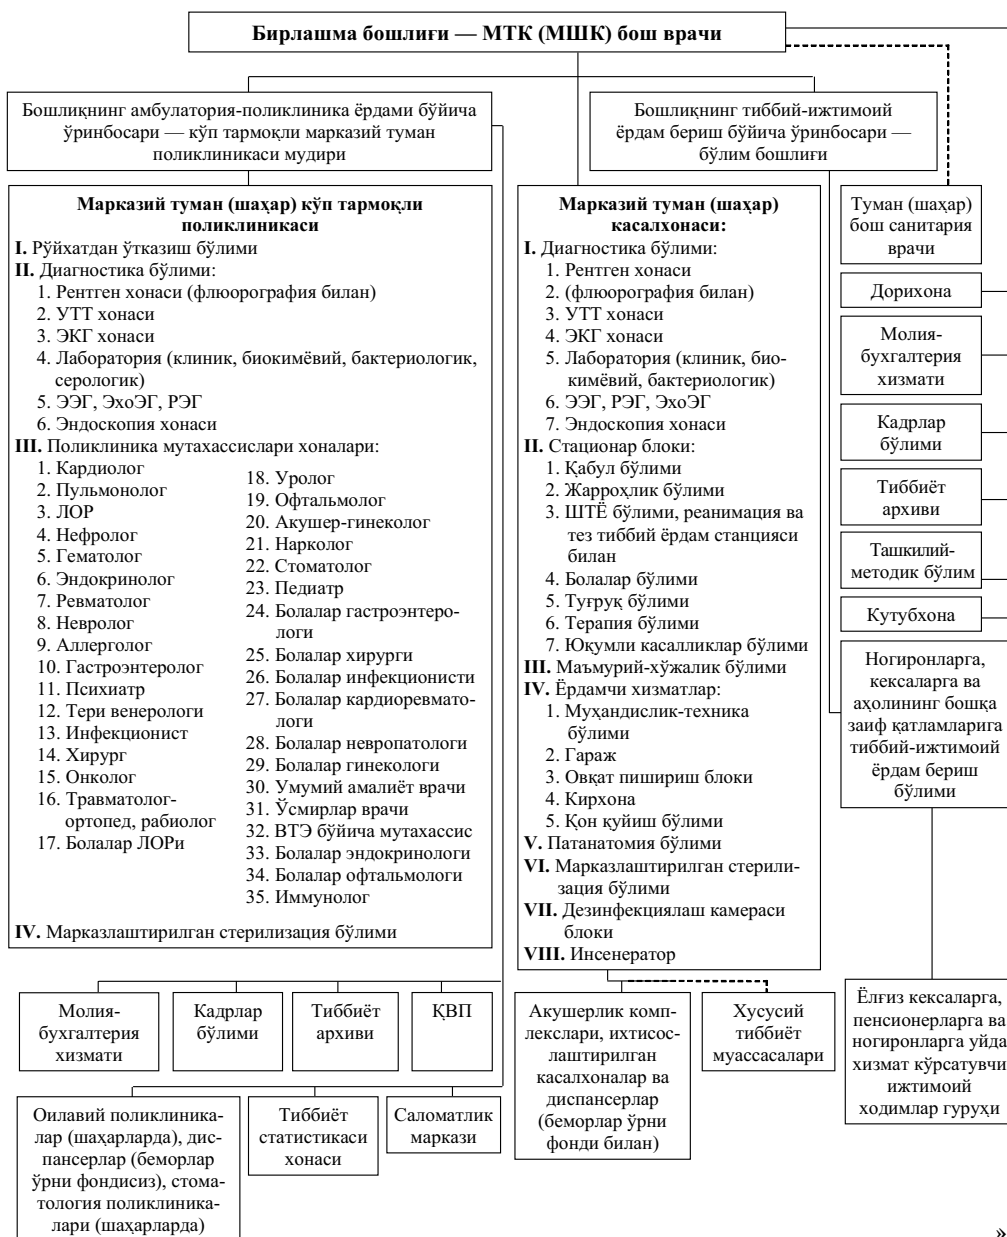 Бирлашма бошлиғи — МТК (МШК) бош врачи
Бошлиқнинг амбулатория-поликлиника ёрдами бўйича
ўринбосари — кўп тармоқли марказий туман
поликлиникаси мудири
Бошлиқнинг тиббий-ижтимоий
ёрдам бериш бўйича ўринбосари —
бўлим бошлиғи
Марказий туман (шаҳар) кўп тармоқли
поликлиникаси
I. Рўйхатдан ўтказиш бўлими
II. Диагностика бўлими:
1. Рентген хонаси (флюорография билан)
2. УТТ хонаси
3. ЭКГ хонаси
4. Лаборатория (клиник, биокимёвий, бактериологик,
серологик)
5. ЭЭГ, ЭхоЭГ, РЭГ
6. Эндоскопия хонаси
III. Поликлиника мутахассислари хоналари:
1. Кардиолог
2. Пульмонолог
3. ЛОР
4. Нефролог
5. Гематолог
6. Эндокринолог
7. Ревматолог
8. Невролог
9. Аллерголог
10. Гастроэнтеролог
11. Психиатр
12. Тери венерологи
13. Инфекционист
14. Хирург
15. Онколог
16. Травматолог-
ортопед, рабиолог
17. Болалар ЛОРи
18. Уролог
19. Офтальмолог
20. Акушер-гинеколог
21. Нарколог
22. Стоматолог
23. Педиатр
24. Болалар гастроэнтеро-
логи
25. Болалар хирурги
26. Болалар инфекционисти
27. Болалар кардиоревмато-
логи
28. Болалар невропатологи
29. Болалар гинекологи
30. Умумий амалиёт врачи
31. Ўсмирлар врачи
32. ВТЭ бўйича мутахассис
33. Болалар эндокринологи
34. Болалар офтальмологи
35. Иммунолог
IV. Марказлаштирилган стерилизация бўлими
Марказий туман (шаҳар)
касалхонаси:
I. Диагностика бўлими:
1. Рентген хонаси
2. (флюорография билан)
3. УТТ хонаси
4. ЭКГ хонаси
5. Лаборатория (клиник, био-
кимёвий, бактериологик)
6. ЭЭГ, РЭГ, ЭхоЭГ
7. Эндоскопия хонаси
II. Стационар блоки:
1. Қабул бўлими
2. Жарроҳлик бўлими
3. ШТЁ бўлими, реанимация ва
тез тиббий ёрдам станцияси
билан
4. Болалар бўлими
5. Туғруқ бўлими
6. Терапия бўлими
7. Юқумли касалликлар бўлими
III. Маъмурий-хўжалик бўлими
IV. Ёрдамчи хизматлар:
1. Муҳандислик-техника
бўлими
2. Гараж
3. Овқат пишириш блоки
4. Кирхона
5. Қон қуйиш бўлими
V. Патанатомия бўлими
VI. Марказлаштирилган стерили-
зация бўлими
VII. Дезинфекциялаш камераси
блоки
VIII. Инсенератор
Туман (шаҳар)
бош санитария
врачи
Дорихона
Молия-
бухгалтерия
хизмати
Кадрлар
бўлими
Тиббиёт
архиви
Ташкилий-
методик бўлим
Кутубхона
Ногиронларга,
кексаларга ва
аҳолининг бошқа
заиф қатламларига
тиббий-ижтимоий
ёрдам бериш
бўлими
Молия-
бухгалтерия
хизмати
Кадрлар
бўлими
Тиббиёт
архиви
ҚВП
Акушерлик комп-
лекслари, ихтисос-
лаштирилган
касалхоналар ва
диспансерлар
(беморлар ўрни
фонди билан)
Хусусий
тиббиёт
муассасалари
Ёлғиз кексаларга,
пенсионерларга ва
ногиронларга уйда
хизмат кўрсатувчи
ижтимоий
ходимлар гуруҳи
Оилавий поликлиника-
лар (шаҳарларда), дис-
пансерлар (беморлар
ўрни фондисиз), стома-
тология поликлиника-
лари (шаҳарларда)
Тиббиёт
статистикаси
хонаси
Саломатлик
маркази
»